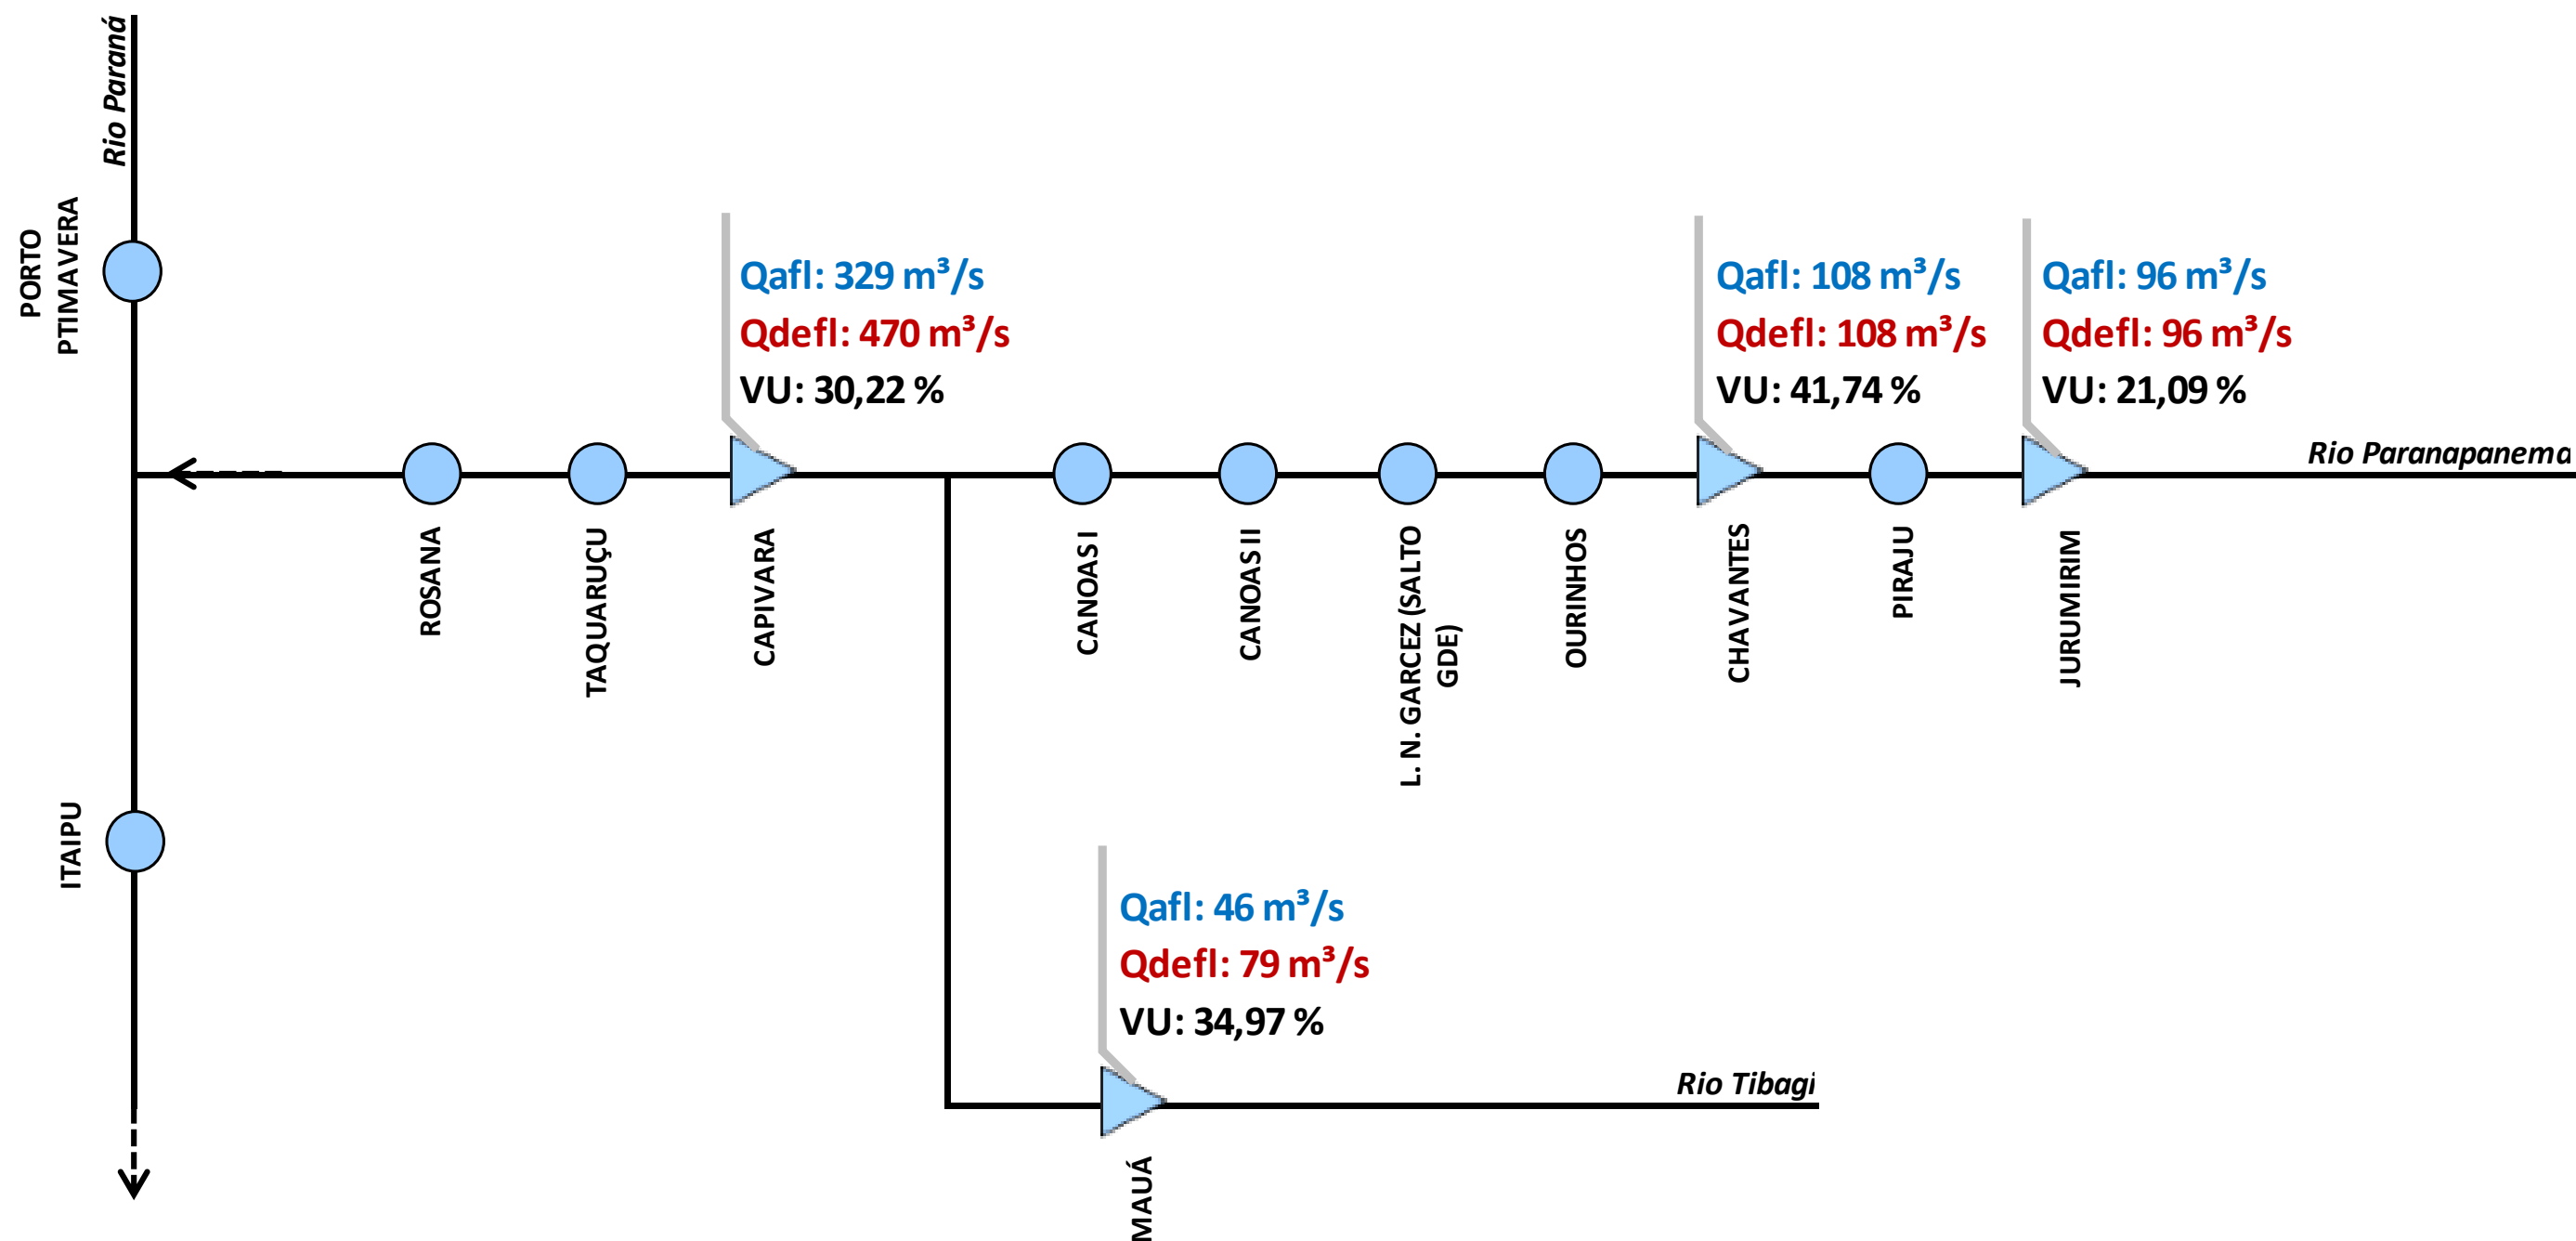 Rio Paraná
PORTO
PTIMAVERA
Qafl: 329 m³/s
Qdefl: 470 m³/s
VU: 30,22 %
Qafl: 108 m³/s
Qdefl: 108 m³/s
VU: 41,74 %
Qafl: 96 m³/s
Qdefl: 96 m³/s
VU: 21,09 %
Rio Paranapanema
ROSANA
TAQUARUÇU
CAPIVARA
CANOAS I
CANOAS II
L. N. GARCEZ (SALTO
GDE)
OURINHOS
CHAVANTES
PIRAJU
JURUMIRIM
ITAIPU
Qafl: 46 m³/s
Qdefl: 79 m³/s
VU: 34,97 %
Rio Tibagi
MAUÁ